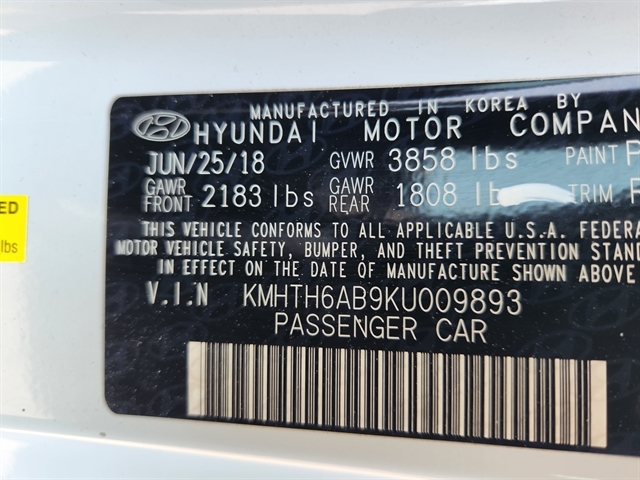 MANUFACTURED IN KOREA BY
HYUNDAI MOTOR COMPAN
JUN/25/18 GVWR 3858 lbs PAINT P
GAWR FRONT 2183 lbs GAWR REAR 1808 lb TRIM F
THIS VEHICLE CONFORMS TO ALL APPLICABLE U.S.A. FEDERA
MOTOR VEHICLE SAFETY, BUMPER, AND THEFT PREVENTION STAND
IN EFFECT ON THE DATE OF MANUFACTURE SHOWN ABOVE
V.I.N KMHTH6AB9KU009893
PASSENGER CAR
ED
lbs